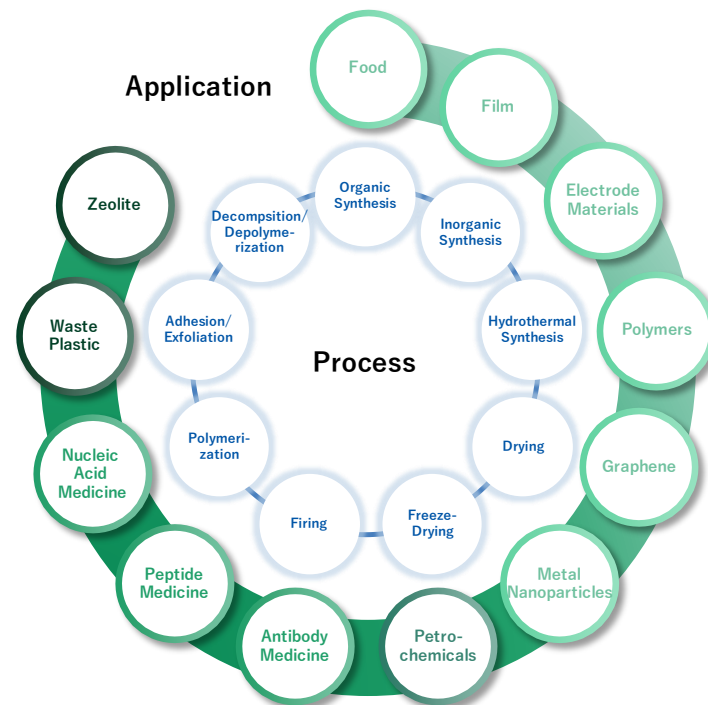 Application
Food
Film
Electrode
Materials
Polymers
Graphene
Metal
Nanoparticles
Petro-
chemicals
Antibody
Medicine
Peptide
Medicine
Nucleic
Acid
Medicine
Waste
Plastic
Zeolite
Process
Organic
Synthesis
Inorganic
Synthesis
Hydrothermal
Synthesis
Drying
Freeze-
Drying
Firing
Polymeri-
zation
Adhesion/
Exfoliation
Decompsition/
Depolyme-
rization